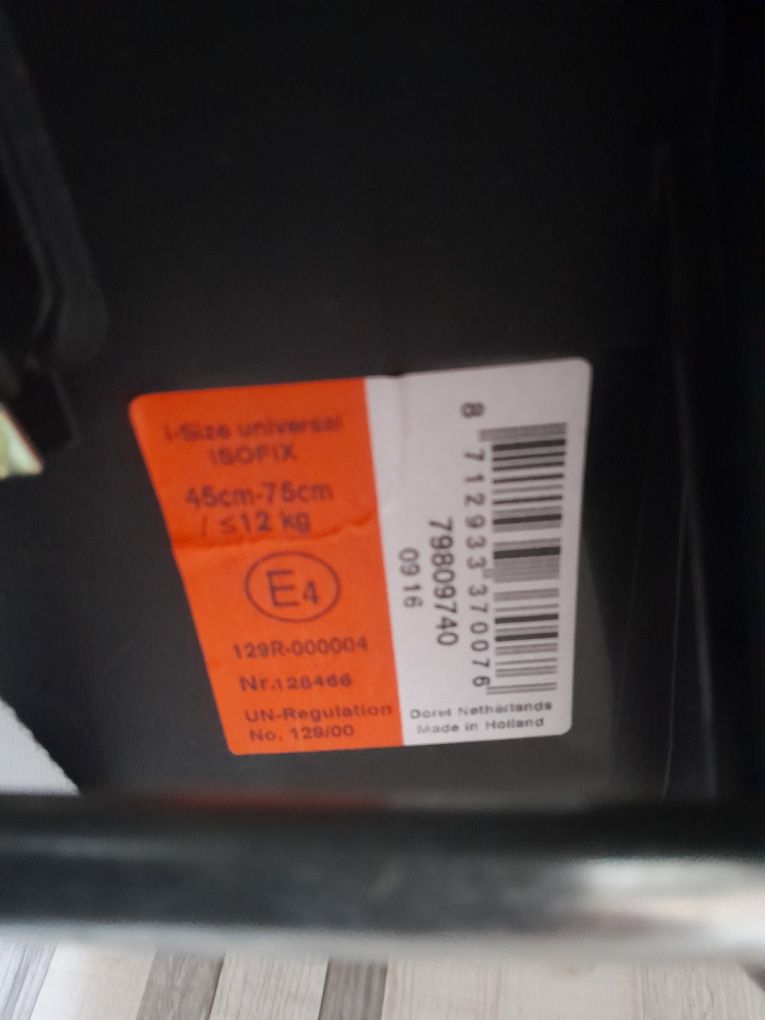 i-Size universal
ISOFIX
45cm-75cm
/ ≤12 kg
E4
129R-000004
Nr.128466
UN-Regulation
No. 129/00
8 712933 370076
79809740
0916
Dorel Netherlands
Made in Holland